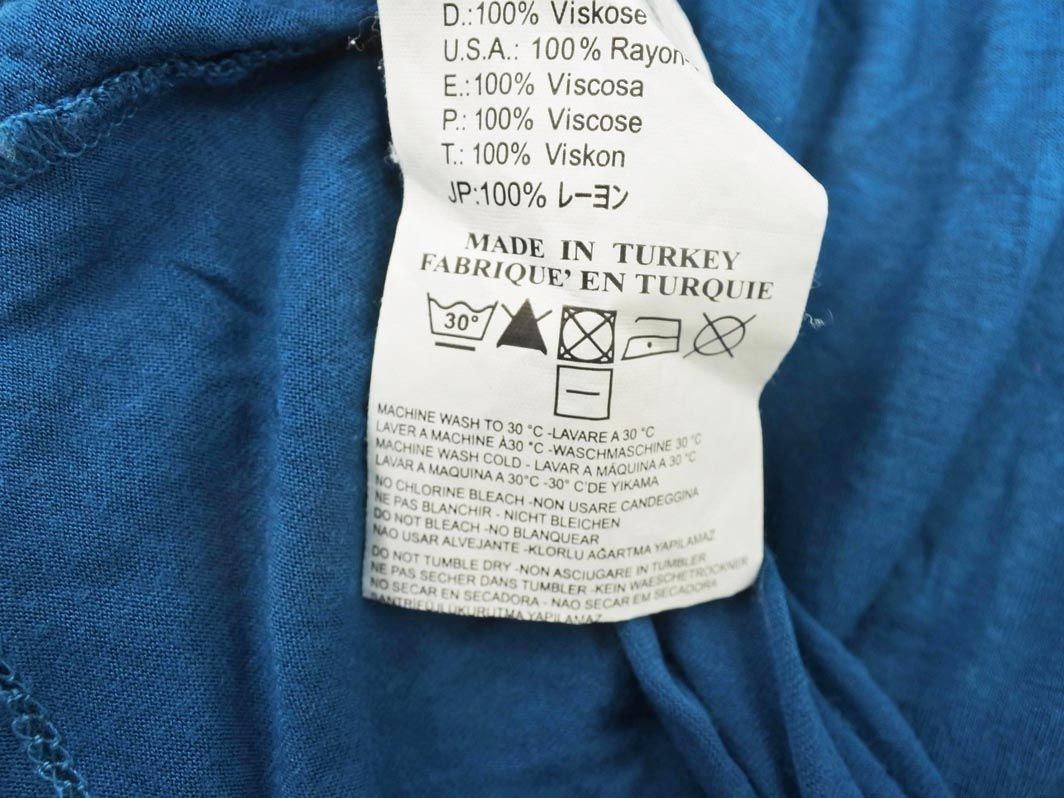 D.:100% Viskose
U.S.A.: 100% Rayon
E.:100% Viscosa
P.: 100% Viscose
T.: 100% Viskon
JP:100% レーヨン
MADE IN TURKEY
FABRIQUE' EN TURQUIE
30°
MACHINE WASH TO 30 °C -LAVARE A 30 °C
LAVER A MACHINE À30 °C -WASCHMASCHINE 30 °C
MACHINE WASH COLD - LAVAR A MÁQUINA A 30 °C
LAVAR A MAQUINA A 30°C -30° C'DE YIKAMA
NO CHLORINE BLEACH -NON USARE CANDEGGINA
NE PAS BLANCHIR - NICHT BLEICHEN
DO NOT BLEACH -NO BLANQUEAR
NAO USAR ALVEJANTE -KLORLU AĞARTMA YAPILAMAZ
DO NOT TUMBLE DRY -NON ASCIUGARE IN TUMBLER
NE PAS SECHER DANS TUMBLER -KEIN WAESCHETROCKNER
NO SECAR EN SECADORA - NAO SECAR EM SECADORA
SANTRİFÜJLÜKURUTMA YAPILAMAZ